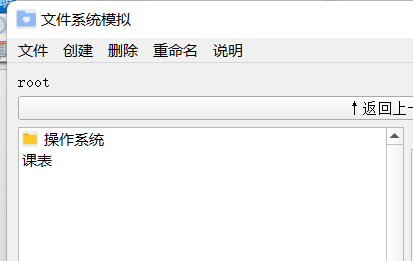 文件系统模拟
文件 创建 删除 重命名 说明
root
↑返回上一
操作系统
课表